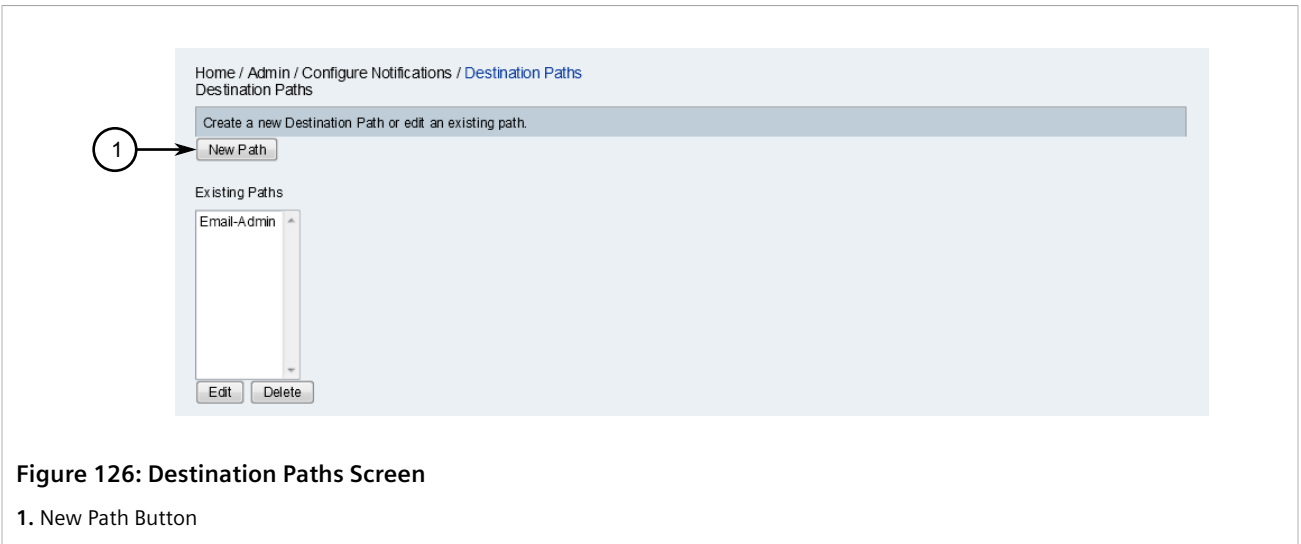 Home / Admin / Configure Notifications / Destination Paths
Destination Paths
Create a new Destination Path or edit an existing path.
1
New Path
Existing Paths
Email-Admin
Edit Delete
Figure 126: Destination Paths Screen
1. New Path Button